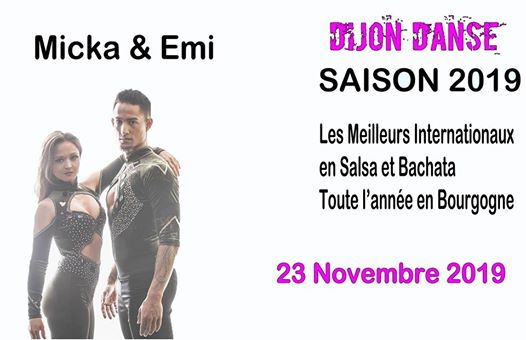 Micka & Emi
DIJON DANSE
SAISON 2019
Les Meilleurs Internationaux
en Salsa et Bachata
Toute l'année en Bourgogne
23 Novembre 2019